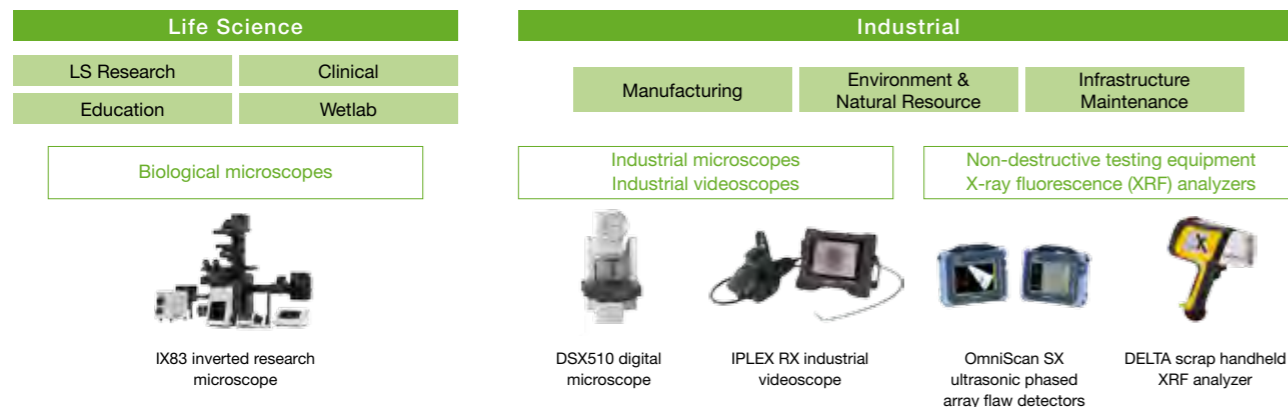 Life Science
LS Research
Clinical
Education
Wetlab
Biological microscopes
IX83 inverted research
microscope
Industrial
Manufacturing
Environment &
Natural Resource
Infrastructure
Maintenance
Industrial microscopes
Industrial videoscopes
Non-destructive testing equipment
X-ray fluorescence (XRF) analyzers
X
DSX510 digital
microscope
IPLEX RX industrial
videoscope
OmniScan SX
ultrasonic phased
array flaw detectors
DELTA scrap handheld
XRF analyzer